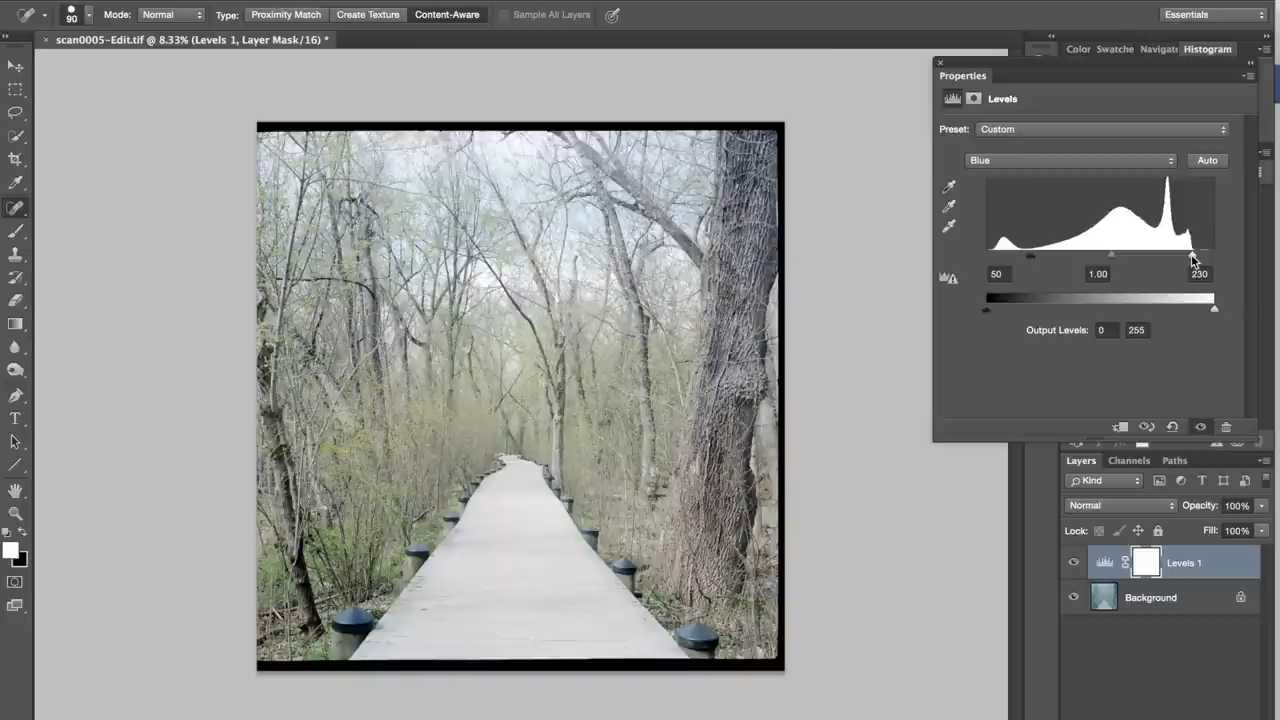 90 Mode: Normal Type: Proximity Match Create Texture Content-Aware Sample All Layers Essentials
× scan0005-Edit.tif @ 8.33% (Levels 1, Layer Mask/16) *
Color Swatche Navigate Histogram
Properties
Levels
Preset: Custom
Blue Auto
50 1.00 230
Output Levels: 0 255
Layers Channels Paths
Kind
Normal Opacity: 100%
Lock: Fill: 100%
Levels 1
Background